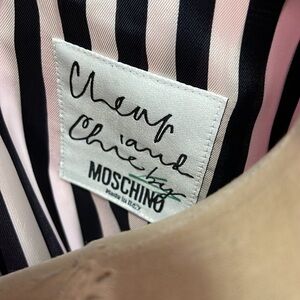 Cheap
and
Chic by
MOSCHINO
Made in Italy